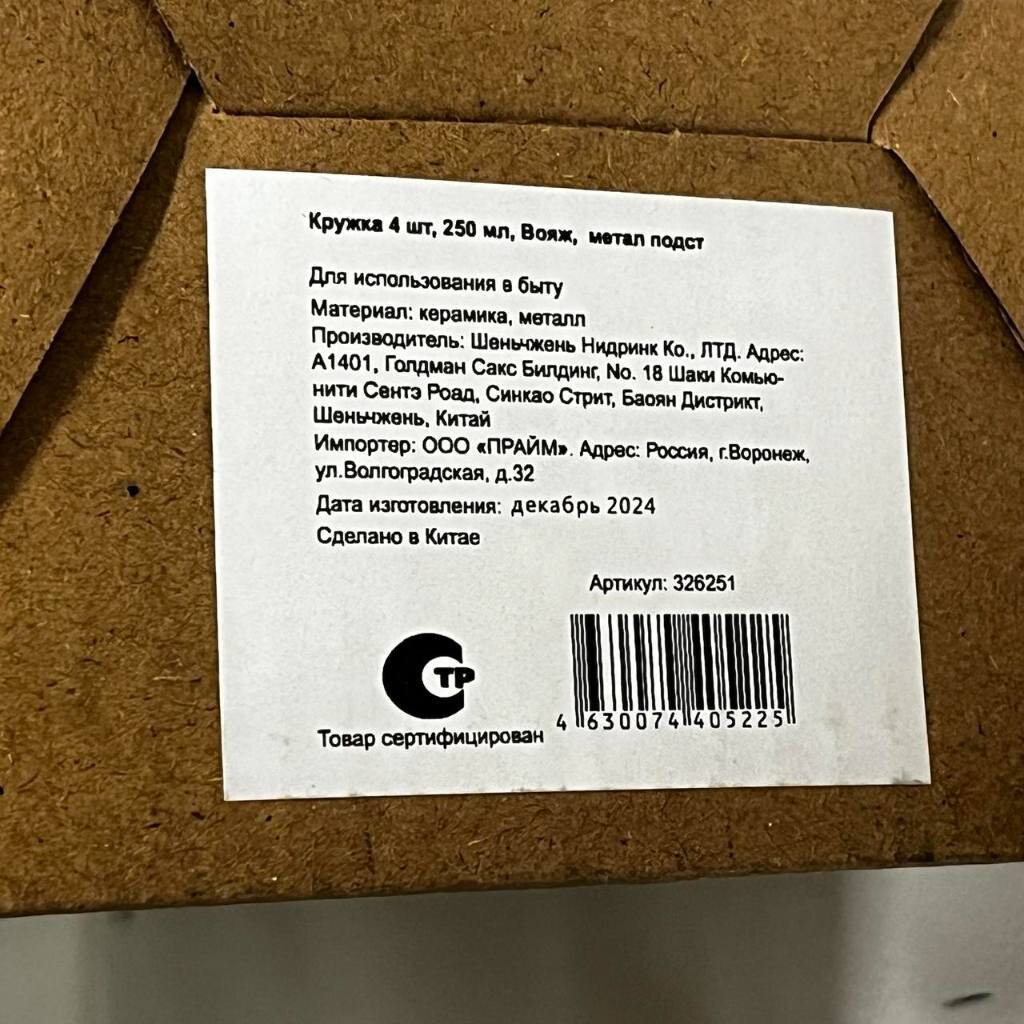 Кружка 4 шт, 250 мл, Вояж, метал подст
Для использования в быту
Материал: керамика, металл
Производитель: Шеньчжень Нидринк Ко., ЛТД. Адрес:
А1401, Голдман Сакс Билдинг, No. 18 Шаки Комью-
нити Сентэ Роад, Синкао Стрит, Баоян Дистрикт,
Шеньчжень, Китай
Импортер: ООО «ПРАЙМ». Адрес: Россия, г.Воронеж,
ул.Волгоградская, д.32
Дата изготовления: декабрь 2024
Сделано в Китае
Артикул: 326251
СТР
4 630074 405225
Товар сертифицирован